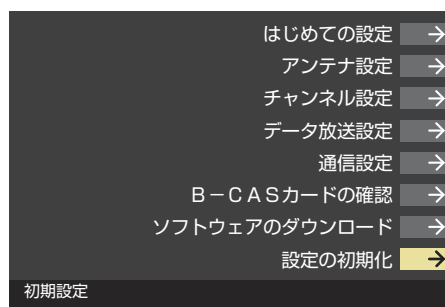 はじめての設定
アンテナ設定
チャンネル設定
データ放送設定
通信設定
Ｂ－ＣＡＳカードの確認
ソフトウェアのダウンロード
設定の初期化
初期設定